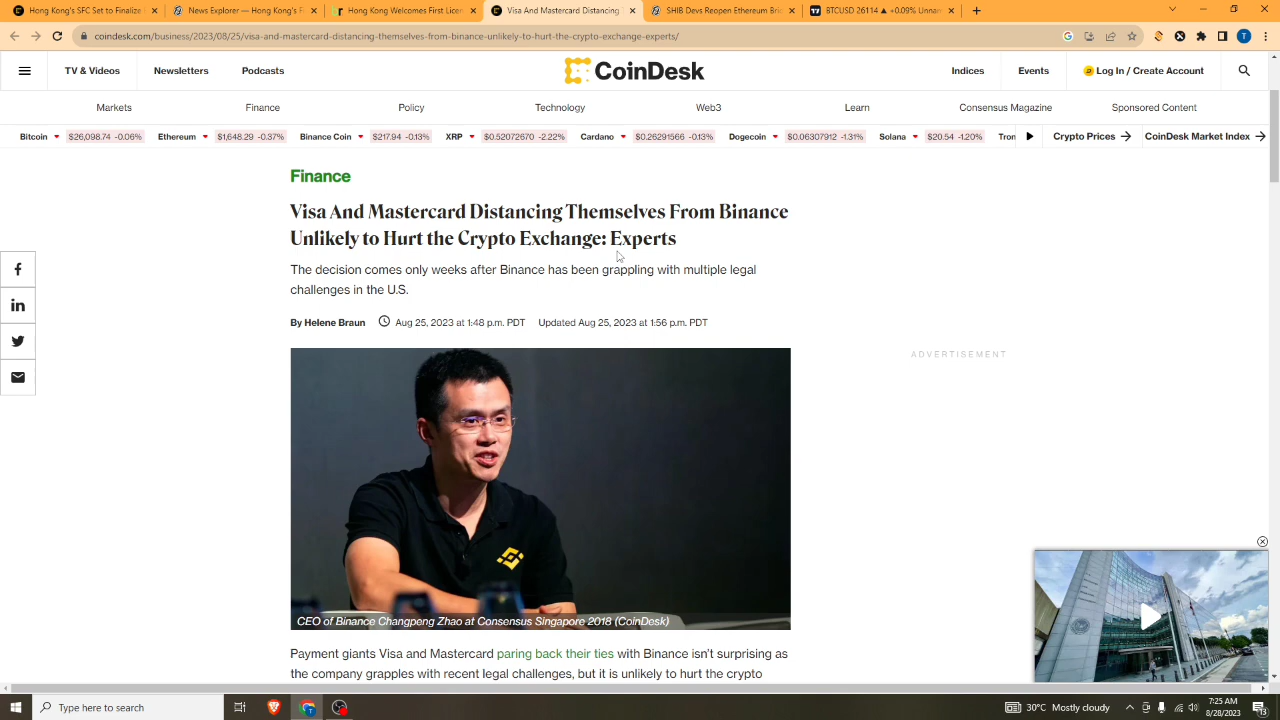 Hong Kong's SFC Set to Finalize
News Explorer — Hong Kong's F
Hong Kong Welcomes First Licen
Visa And Mastercard Distancing
SHIB Devs Reopen Ethereum Bri
BTCUSD 26114 ▲ +0.09% Unnan
coindesk.com/business/2023/08/25/visa-and-mastercard-distancing-themselves-from-binance-unlikely-to-hurt-the-crypto-exchange-experts/
T
TV & Videos
Newsletters
Podcasts
CoinDesk
Indices
Events
Log In / Create Account
Markets
Finance
Policy
Technology
Web3
Learn
Consensus Magazine
Sponsored Content
Bitcoin $26,098.74 -0.06%
Ethereum $1,648.29 -0.37%
Binance Coin $217.94 -0.13%
XRP $0.52072670 -2.22%
Cardano $0.26291566 -0.13%
Dogecoin $0.06307912 -1.31%
Solana $20.54 -1.20%
Tron
Crypto Prices
CoinDesk Market Index
Finance
Visa And Mastercard Distancing Themselves From Binance
Unlikely to Hurt the Crypto Exchange: Experts
The decision comes only weeks after Binance has been grappling with multiple legal
challenges in the U.S.
By Helene Braun Aug 25, 2023 at 1:48 p.m. PDT Updated Aug 25, 2023 at 1:56 p.m. PDT
ADVERTISEMENT
CEO of Binance Changpeng Zhao at Consensus Singapore 2018 (CoinDesk)
Payment giants Visa and Mastercard paring back their ties with Binance isn't surprising as
the company grapples with recent legal challenges, but it is unlikely to hurt the crypto
Type here to search
T
30°C Mostly cloudy
7:25 AM
8/28/2023
13